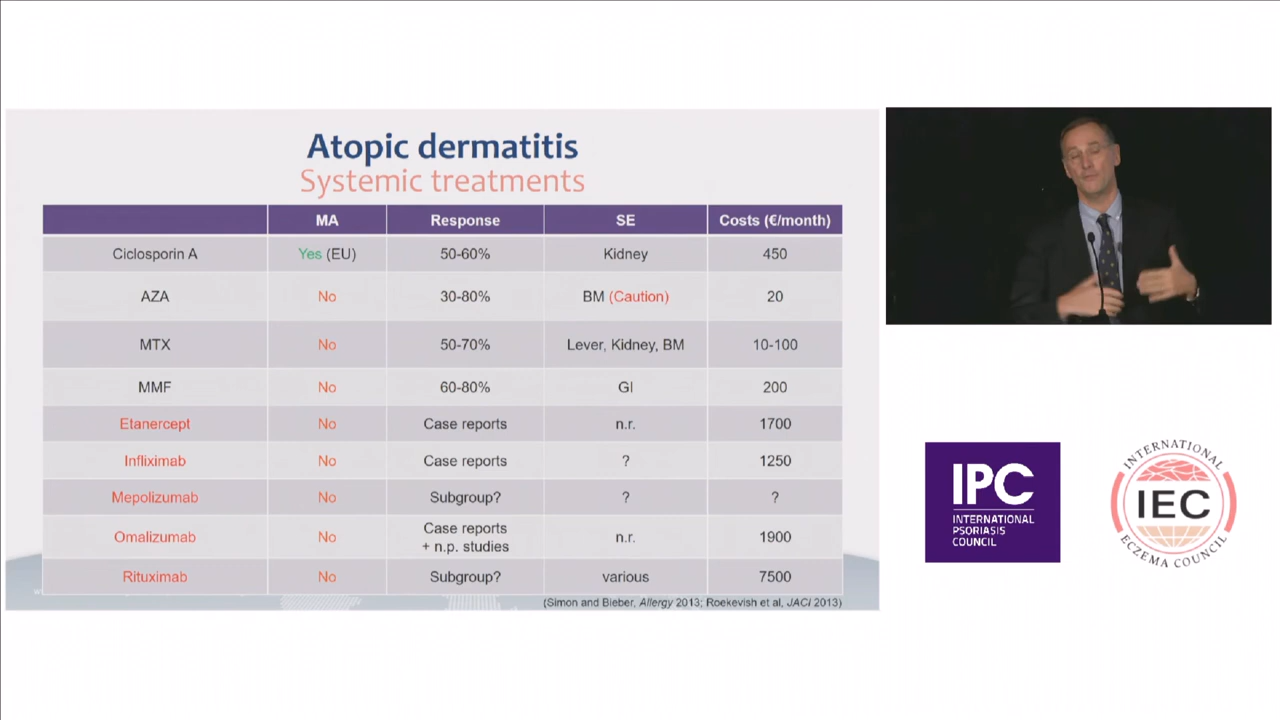 Atopic dermatitis
Systemic treatments
MA Response SE Costs (€/month)
Ciclosporin A Yes (EU) 50-60% Kidney 450
AZA No 30-80% BM (Caution) 20
MTX No 50-70% Lever, Kidney, BM 10-100
MMF No 60-80% GI 200
Etanercept No Case reports n.r. 1700
Infliximab No Case reports ? 1250
Mepolizumab No Subgroup? ? ?
Omalizumab No Case reports + n.p. studies n.r. 1900
Rituximab No Subgroup? various 7500
(Simon and Bieber, Allergy 2013; Roekevish et al, JACI 2013)
IPC
INTERNATIONAL
PSORIASIS
COUNCIL
INTERNATIONAL
IEC
ECZEMA COUNCIL